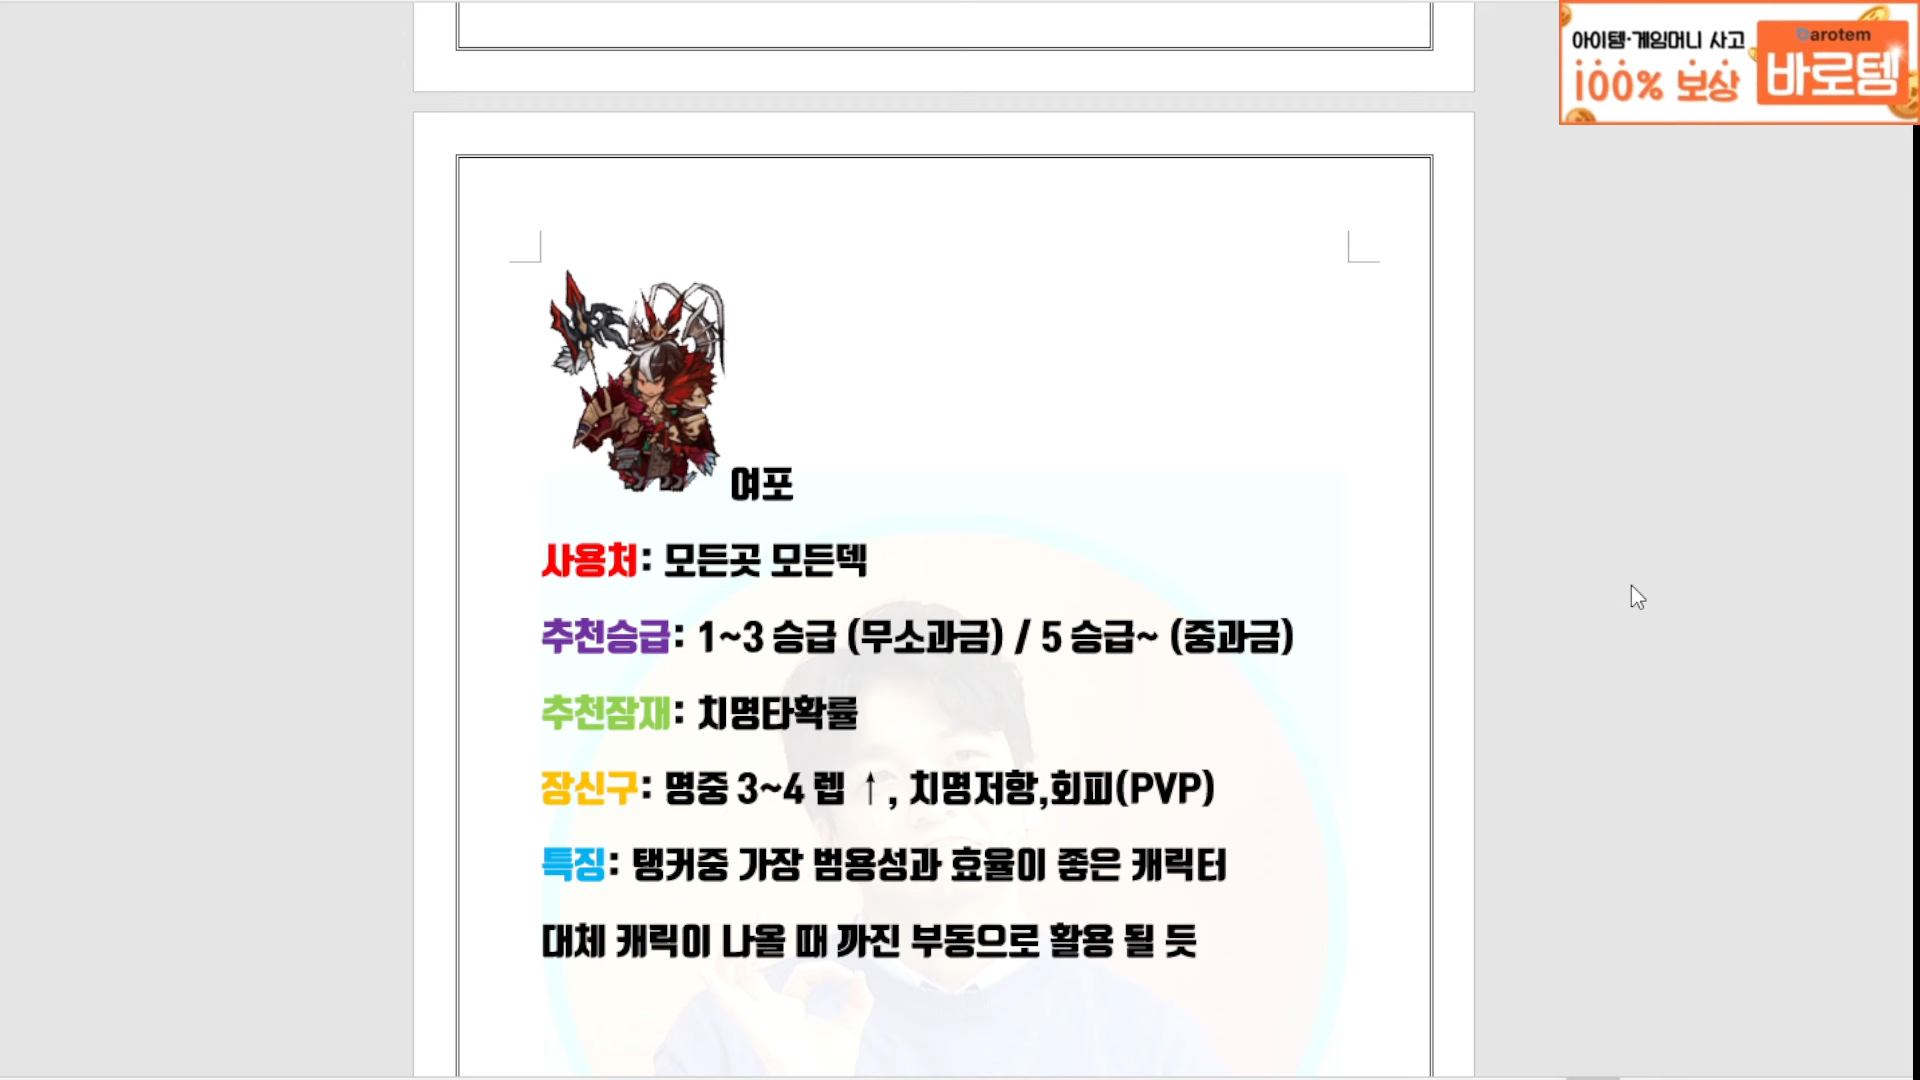 아이템·게임머니 사고
100% 보상
Barotem
바로템
여포
사용처: 모든곳 모든덱
추천승급: 1~3 승급 (무소과금) / 5 승급~ (중과금)
추천잠재: 치명타확률
장신구: 명중 3~4 렙 ↑, 치명저항,회피(PVP)
특징: 탱커중 가장 범용성과 효율이 좋은 캐릭터
대체 캐릭이 나올 때 까진 부동으로 활용 될 듯